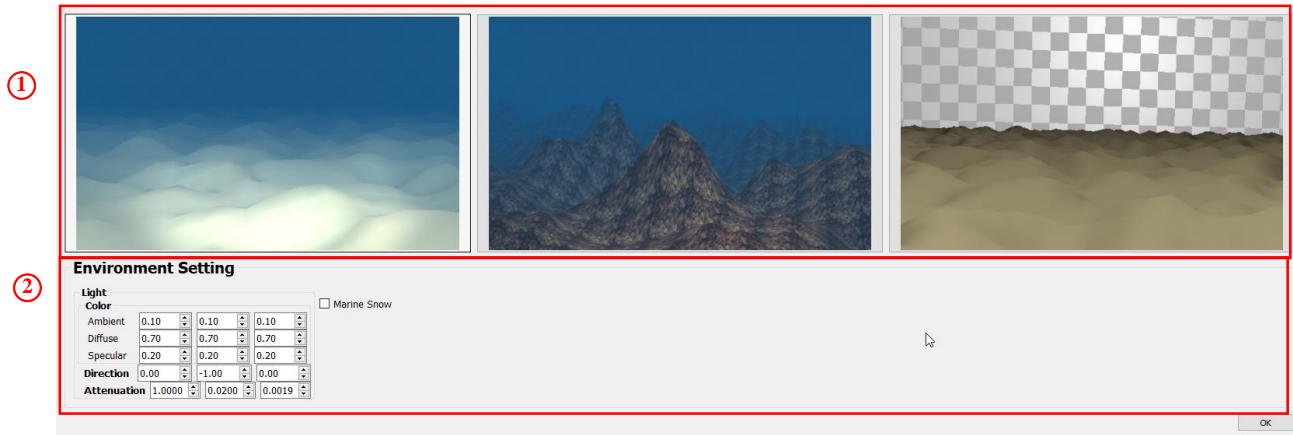 1
2
Environment Setting
Light
Color
Marine Snow
Ambient 0.10 0.10 0.10
Diffuse 0.70 0.70 0.70
Specular 0.20 0.20 0.20
Direction 0.00 -1.00 0.00
Attenuation 1.0000 0.0200 0.0019
OK